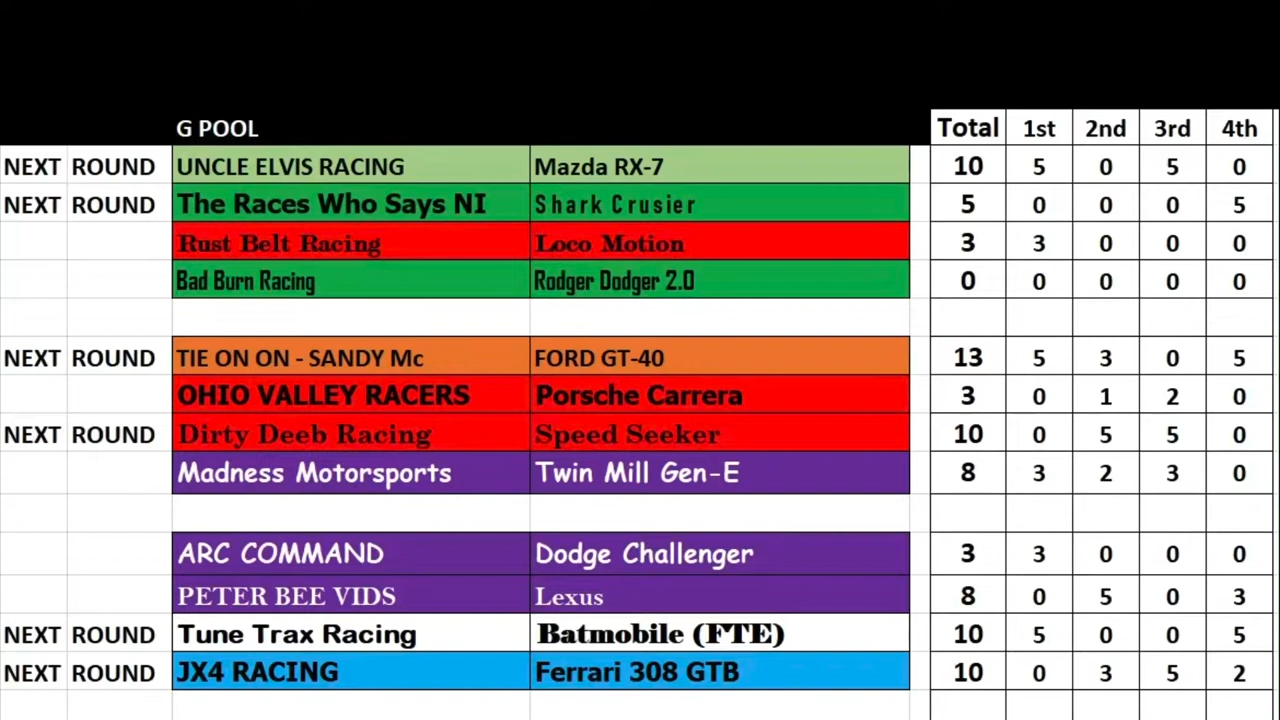 G POOL Total 1st 2nd 3rd 4th
NEXT ROUND UNCLE ELVIS RACING Mazda RX-7 10 5 0 5 0
NEXT ROUND The Races Who Says NI Shark Crusier 5 0 0 0 5
Rust Belt Racing Loco Motion 3 3 0 0 0
Bad Burn Racing Rodger Dodger 2.0 0 0 0 0 0
NEXT ROUND TIE ON ON - SANDY Mc FORD GT-40 13 5 3 0 5
OHIO VALLEY RACERS Porsche Carrera 3 0 1 2 0
NEXT ROUND Dirty Deeb Racing Speed Seeker 10 0 5 5 0
Madness Motorsports Twin Mill Gen-E 8 3 2 3 0
ARC COMMAND Dodge Challenger 3 3 0 0 0
PETER BEE VIDS Lexus 8 0 5 0 3
NEXT ROUND Tune Trax Racing Batmobile (FTE) 10 5 0 0 5
NEXT ROUND JX4 RACING Ferrari 308 GTB 10 0 3 5 2